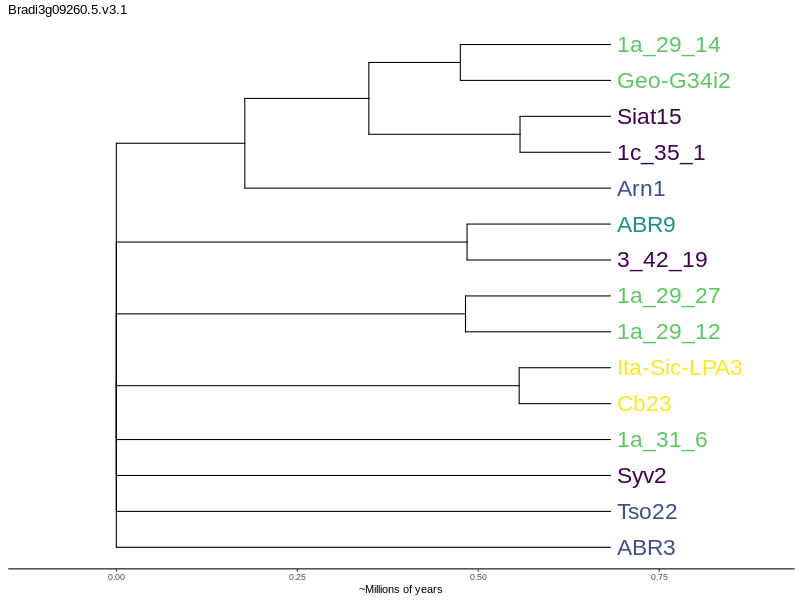 Bradi3g09260.5.v3.1
1a_29_14
Geo-G34i2
Siat15
1c_35_1
Arn1
ABR9
3_42_19
1a_29_27
1a_29_12
Ita-Sic-LPA3
Cb23
1a_31_6
Syv2
Tso22
ABR3
0.00 0.25 0.50 0.75
~Millions of years